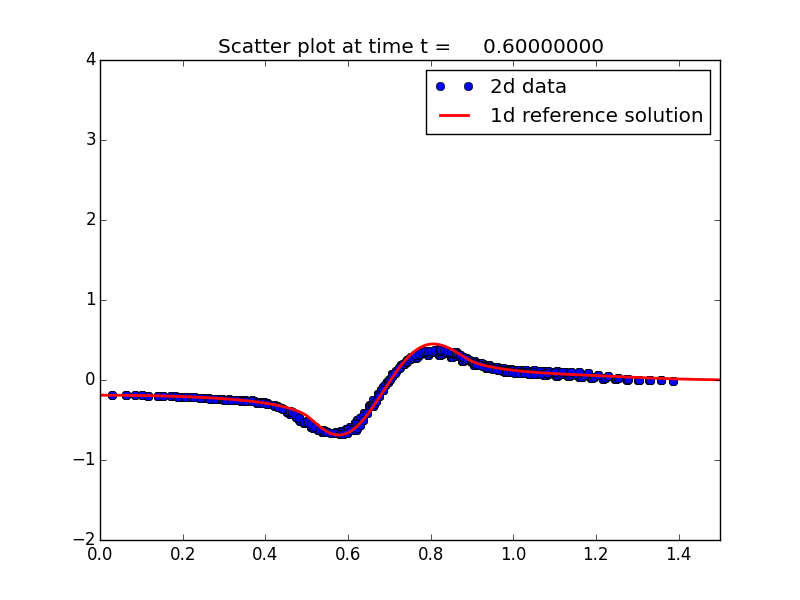 Scatter plot at time t =     0.60000000
2d data
1d reference solution
4
3
2
1
0
−1
−2
0.0 0.2 0.4 0.6 0.8 1.0 1.2 1.4